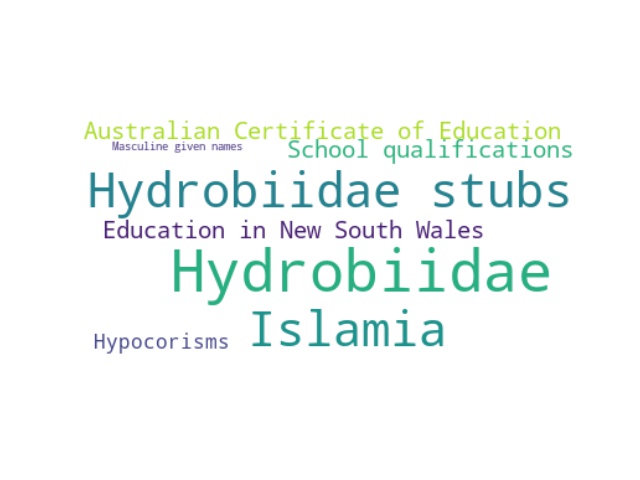 Australian Certificate of Education
Masculine given names
School qualifications
Hydrobiidae stubs
Education in New South Wales
Hydrobiidae
Islamia
Hypocorisms